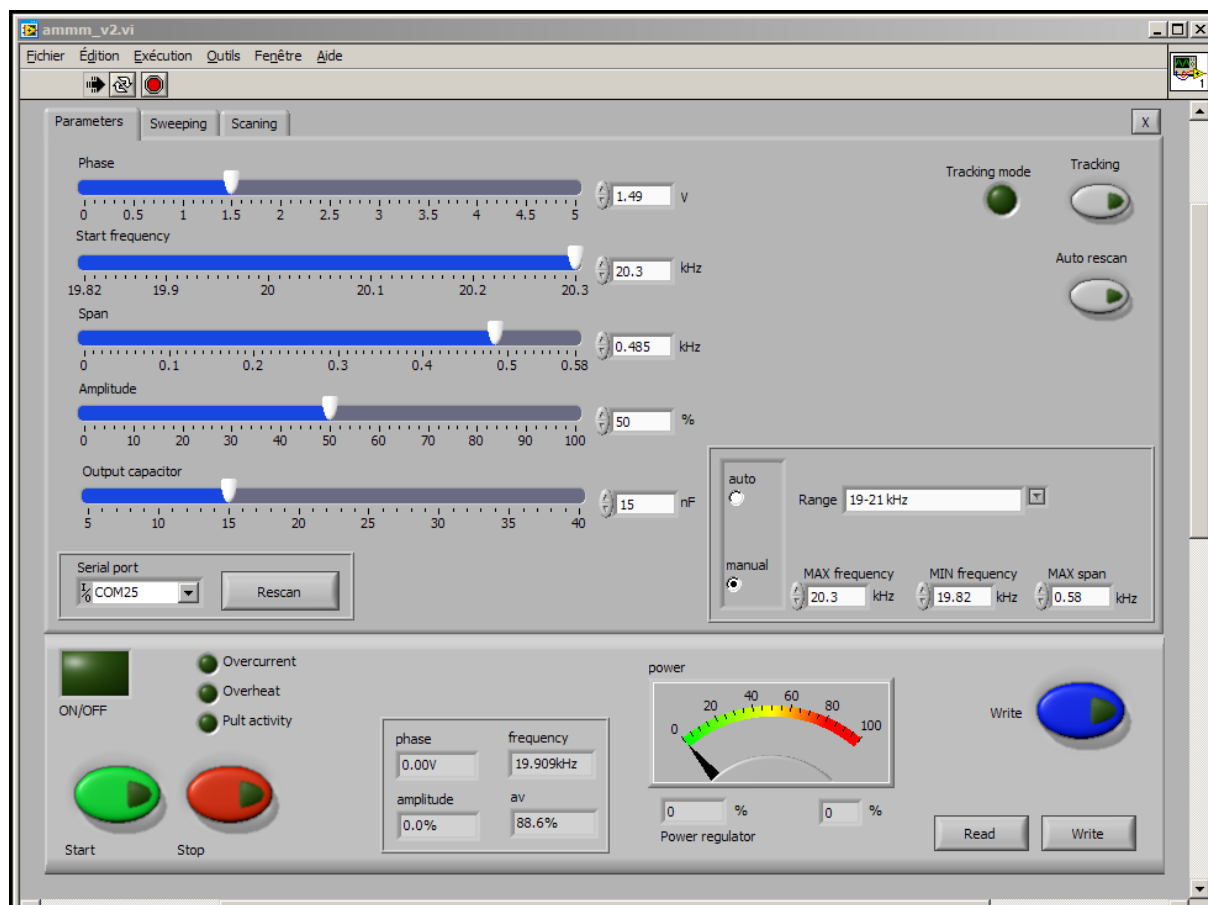 ammm_v2.vi
Fichier Édition Exécution Outils Fenêtre Aide
1
Parameters Sweeping Scaning X
Phase
1.49 V
0 0.5 1 1.5 2 2.5 3 3.5 4 4.5 5
Tracking mode Tracking
Start frequency
20.3 kHz
19.82 19.9 20 20.1 20.2 20.3
Auto rescan
Span
0.485 kHz
0 0.1 0.2 0.3 0.4 0.5 0.58
Amplitude
50 %
0 10 20 30 40 50 60 70 80 90 100
Output capacitor
15 nF
5 10 15 20 25 30 35 40
auto
Range 19-21 kHz
manual
MAX frequency MIN frequency MAX span
20.3 kHz 19.82 kHz 0.58 kHz
Serial port
I/O COM25 Rescan
ON/OFF
Overcurrent
Overheat
Pult activity
Start Stop
phase frequency
0.00V 19.909kHz
amplitude av
0.0% 88.6%
power
0 20 40 60 80 100
0 % 0 %
Power regulator
Write
Read Write